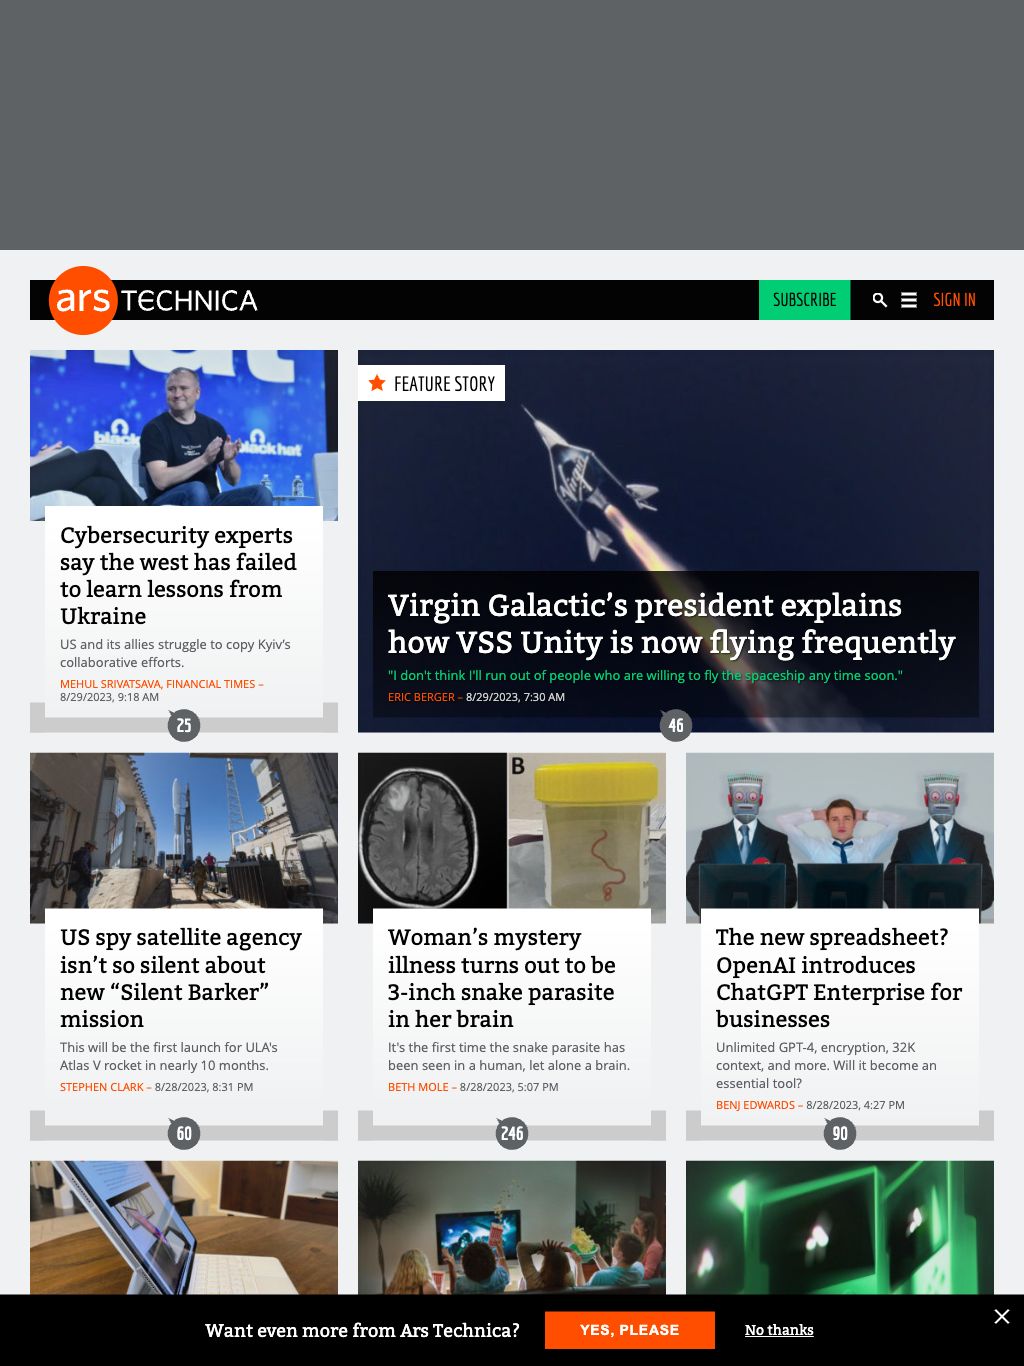 ars TECHNICA
SUBSCRIBE
SIGN IN
black
blackhat
Cybersecurity experts
say the west has failed
to learn lessons from
Ukraine
US and its allies struggle to copy Kyiv's
collaborative efforts.
MEHUL SRIVATSAVA, FINANCIAL TIMES –
8/29/2023, 9:18 AM
25
FEATURE STORY
Virgin
Virgin Galactic’s president explains
how VSS Unity is now flying frequently
"I don't think I'll run out of people who are willing to fly the spaceship any time soon."
ERIC BERGER – 8/29/2023, 7:30 AM
46
US spy satellite agency
isn’t so silent about
new “Silent Barker”
mission
This will be the first launch for ULA's
Atlas V rocket in nearly 10 months.
STEPHEN CLARK – 8/28/2023, 8:31 PM
60
B
Woman’s mystery
illness turns out to be
3-inch snake parasite
in her brain
It's the first time the snake parasite has
been seen in a human, let alone a brain.
BETH MOLE – 8/28/2023, 5:07 PM
246
The new spreadsheet?
OpenAI introduces
ChatGPT Enterprise for
businesses
Unlimited GPT-4, encryption, 32K
context, and more. Will it become an
essential tool?
BENJ EDWARDS – 8/28/2023, 4:27 PM
90
Want even more from Ars Technica?
YES, PLEASE
No thanks